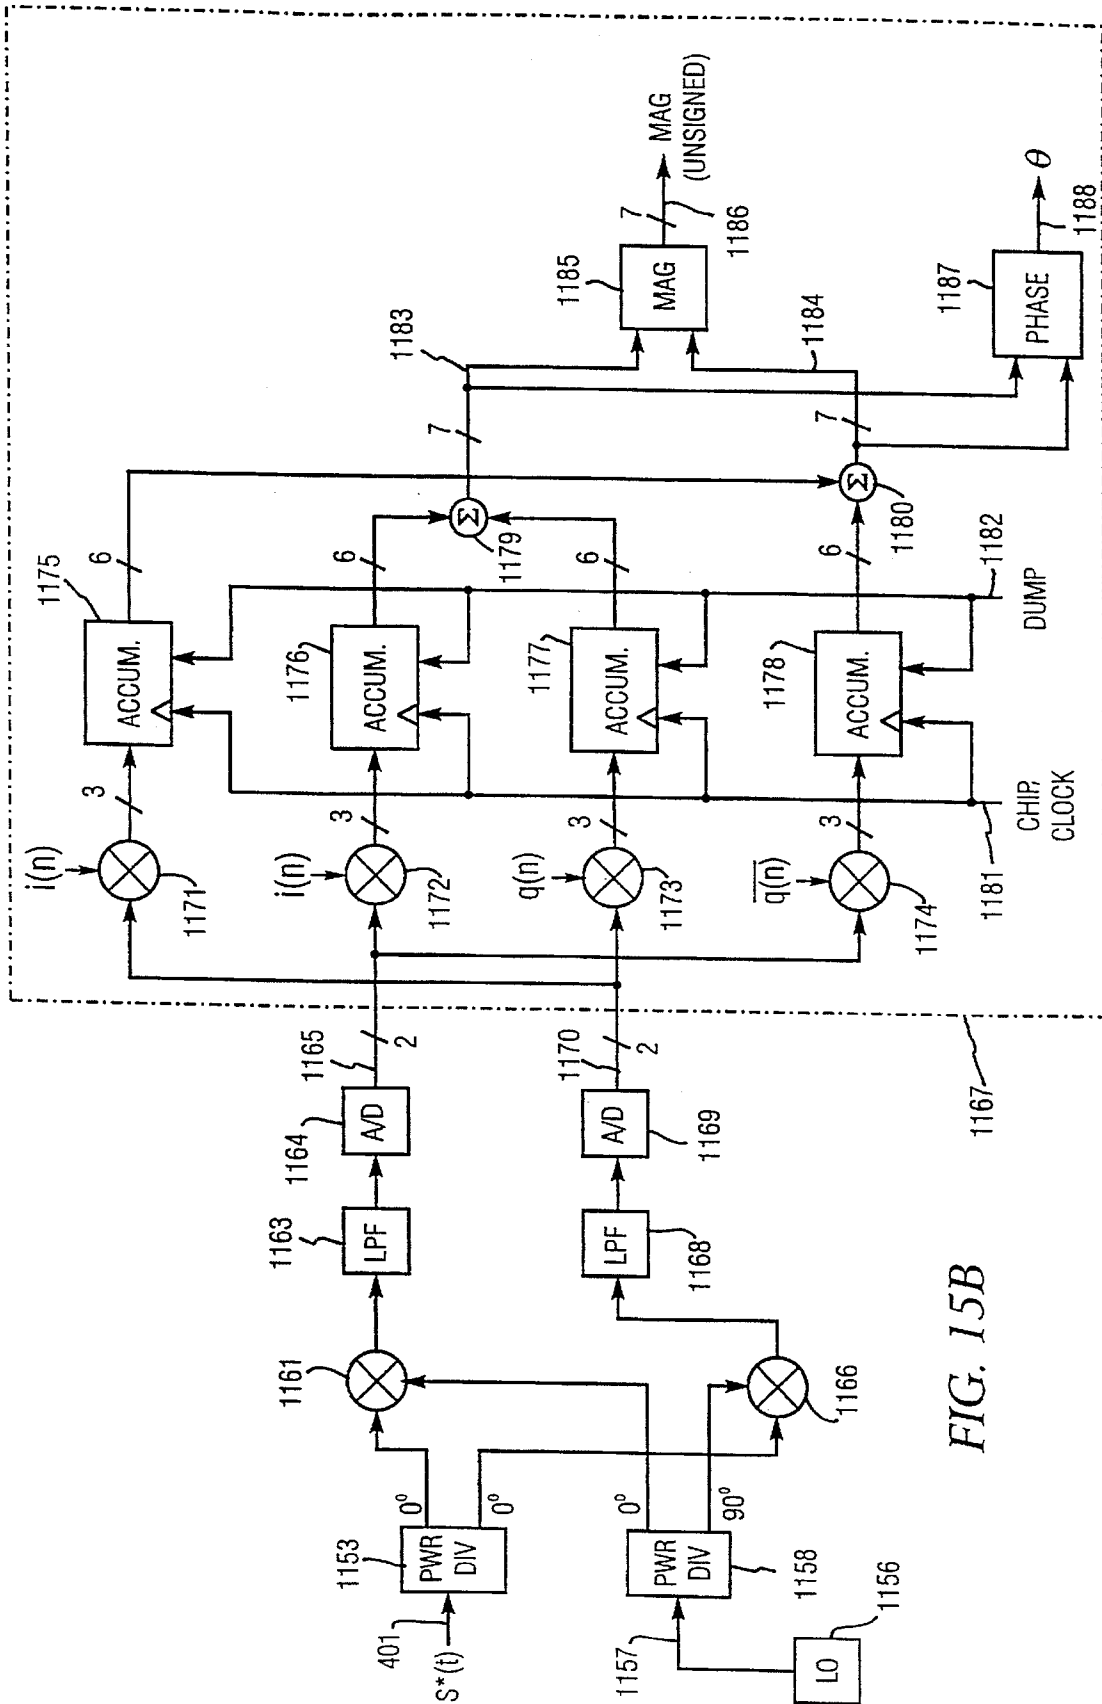 S*(t)
401
1153
PWR
DIV
0°
0°
1157
LO
1156
PWR
DIV
1158
0°
90°
1161
1166
1163
LPF
LPF
1168
1164
A/D
A/D
1169
1165
2
1170
2
1167
i(n)
1171
i(n)
1172
q(n)
1173
q(n)
1174
3
3
3
3
1175
ACCUM.
1176
ACCUM.
1177
ACCUM.
1178
ACCUM.
6
6
6
6
CHIP
CLOCK
1181
DUMP
1182
Σ
1179
Σ
1180
7
7
1183
1184
1185
MAG
7
1186
MAG
(UNSIGNED)
1187
PHASE
1188
θ
FIG. 15B